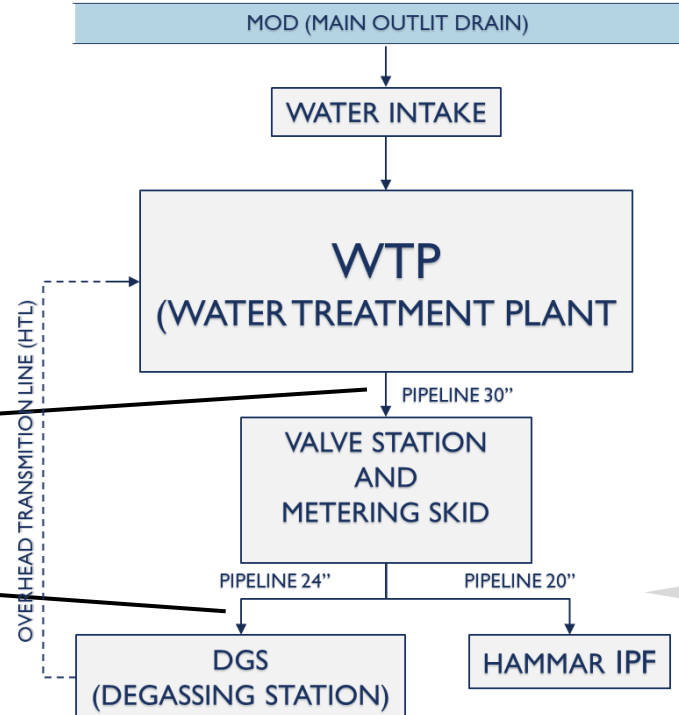 MOD (MAIN OUTLIT DRAIN)
WATER INTAKE
WTP
(WATER TREATMENT PLANT
PIPELINE 30”
OVERHEAD TRANSMITION LINE (HTL)
VALVE STATION
AND
METERING SKID
PIPELINE 24”
PIPELINE 20”
DGS
(DEGASSING STATION)
HAMMAR IPF